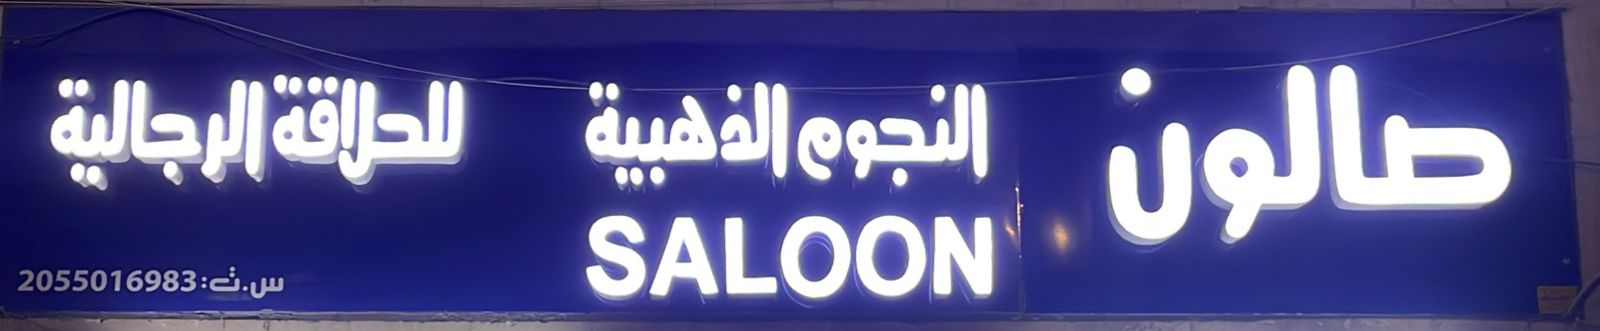 صالون
النجوم الذهبية
للحلاقة الرجالية
SALOON
س.ت:2055016983